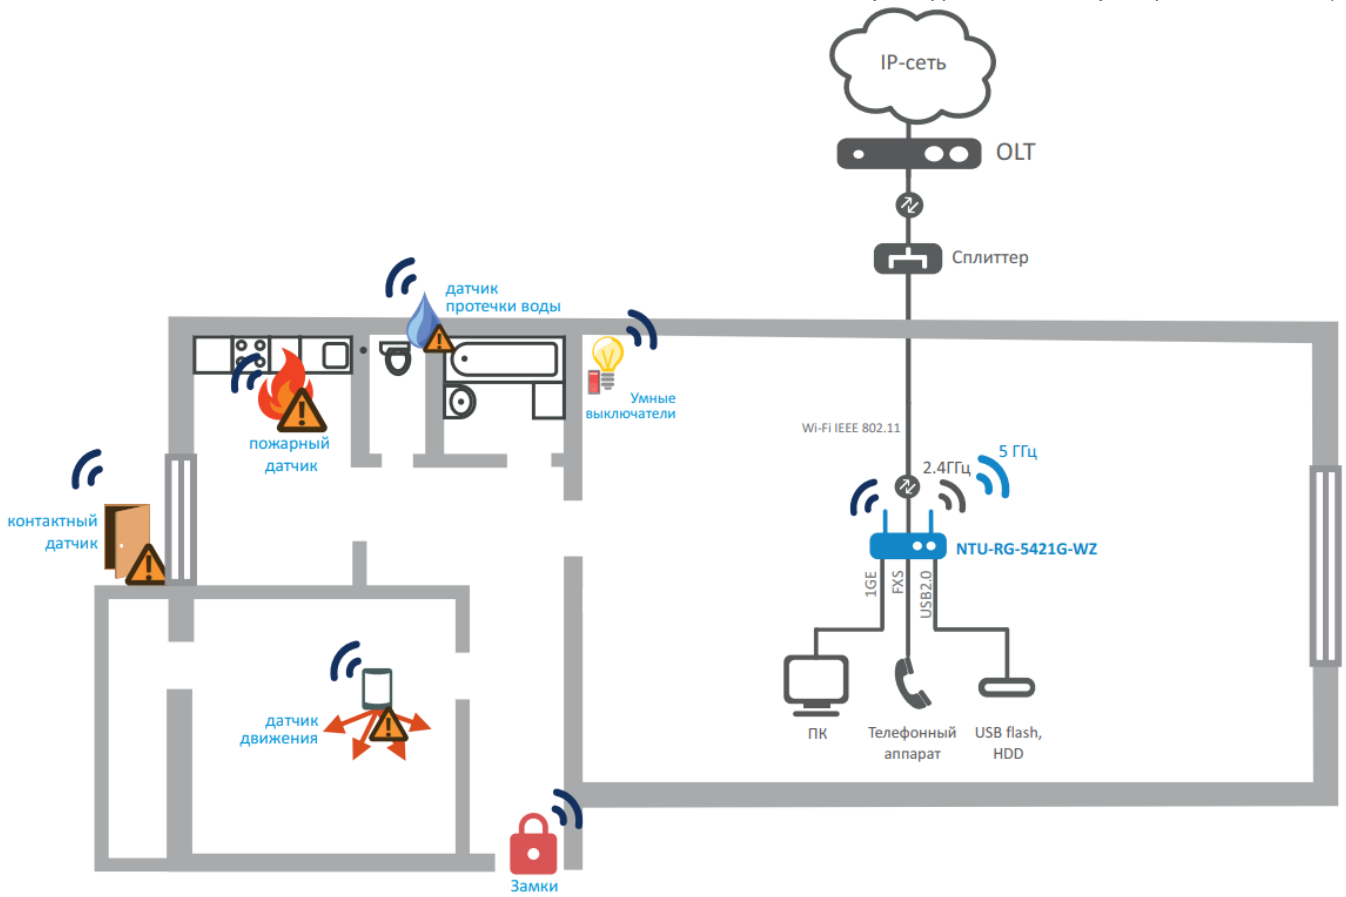 IP-сеть
OLT
Сплиттер
датчик
протечки воды
Умные
выключатели
пожарный
датчик
Wi-Fi IEEE 802.11
2.4ГГц
5 ГГц
контактный
датчик
NTU-RG-5421G-WZ
1GE
FXS
USB2.0
датчик
движения
ПК
Телефонный
аппарат
USB flash,
HDD
Замки